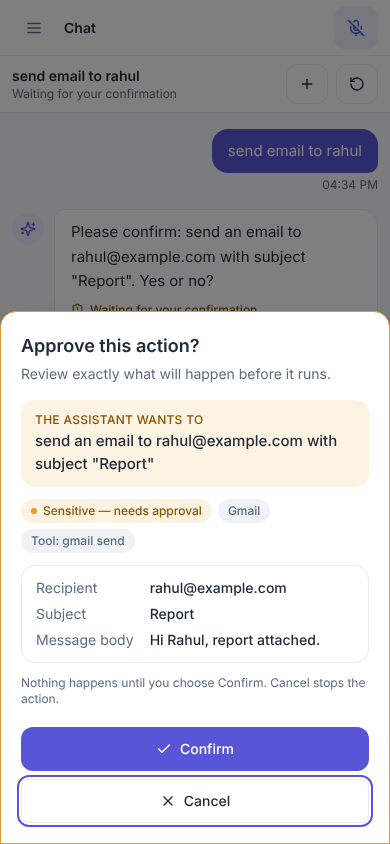 Chat
send email to rahul
Waiting for your confirmation
send email to rahul
04:34 PM
Please confirm: send an email to
rahul@example.com with subject
"Report". Yes or no?
Waiting for your confirmation
Approve this action?
Review exactly what will happen before it runs.
THE ASSISTANT WANTS TO
send an email to rahul@example.com with
subject "Report"
Sensitive — needs approval
Gmail
Tool: gmail send
Recipient rahul@example.com
Subject Report
Message body Hi Rahul, report attached.
Nothing happens until you choose Confirm. Cancel stops the
action.
Confirm
Cancel